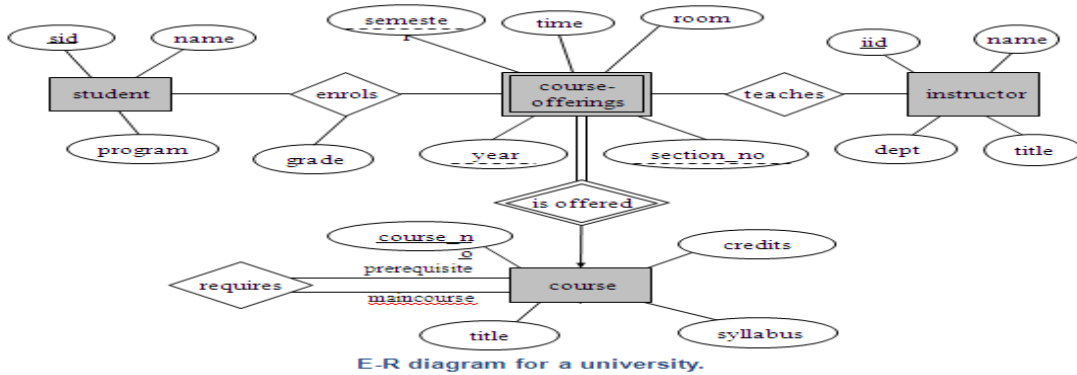 semeste
r
time
room
sid
name
iid
name
student
enrols
course-
offerings
teaches
instructor
program
grade
year
section_no
dept
title
is offered
course_n
o
credits
prerequisite
requires
course
maincourse
title
syllabus
E-R diagram for a university.